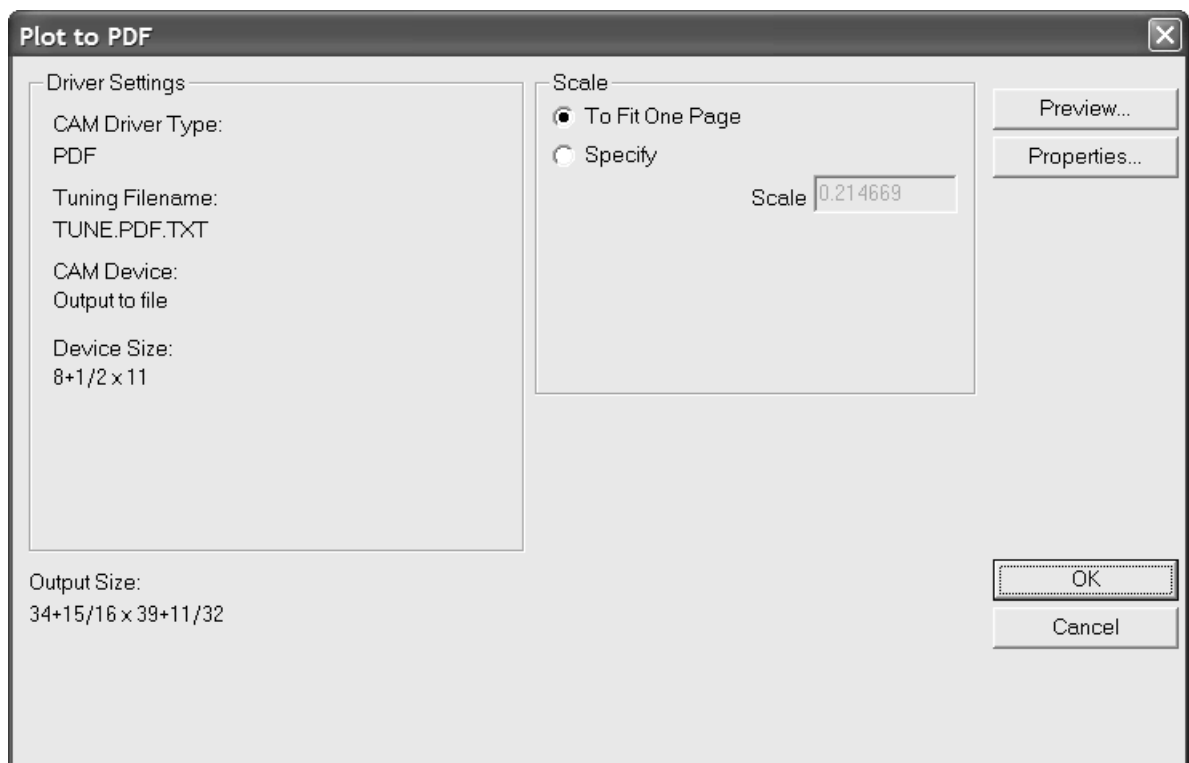 Plot to PDF
Driver Settings
CAM Driver Type:
PDF
Tuning Filename:
TUNE.PDF.TXT
CAM Device:
Output to file
Device Size:
8+1/2 x 11
Scale
To Fit One Page
Specify
Scale 0.214669
Preview...
Properties...
Output Size:
34+15/16 x 39+11/32
OK
Cancel